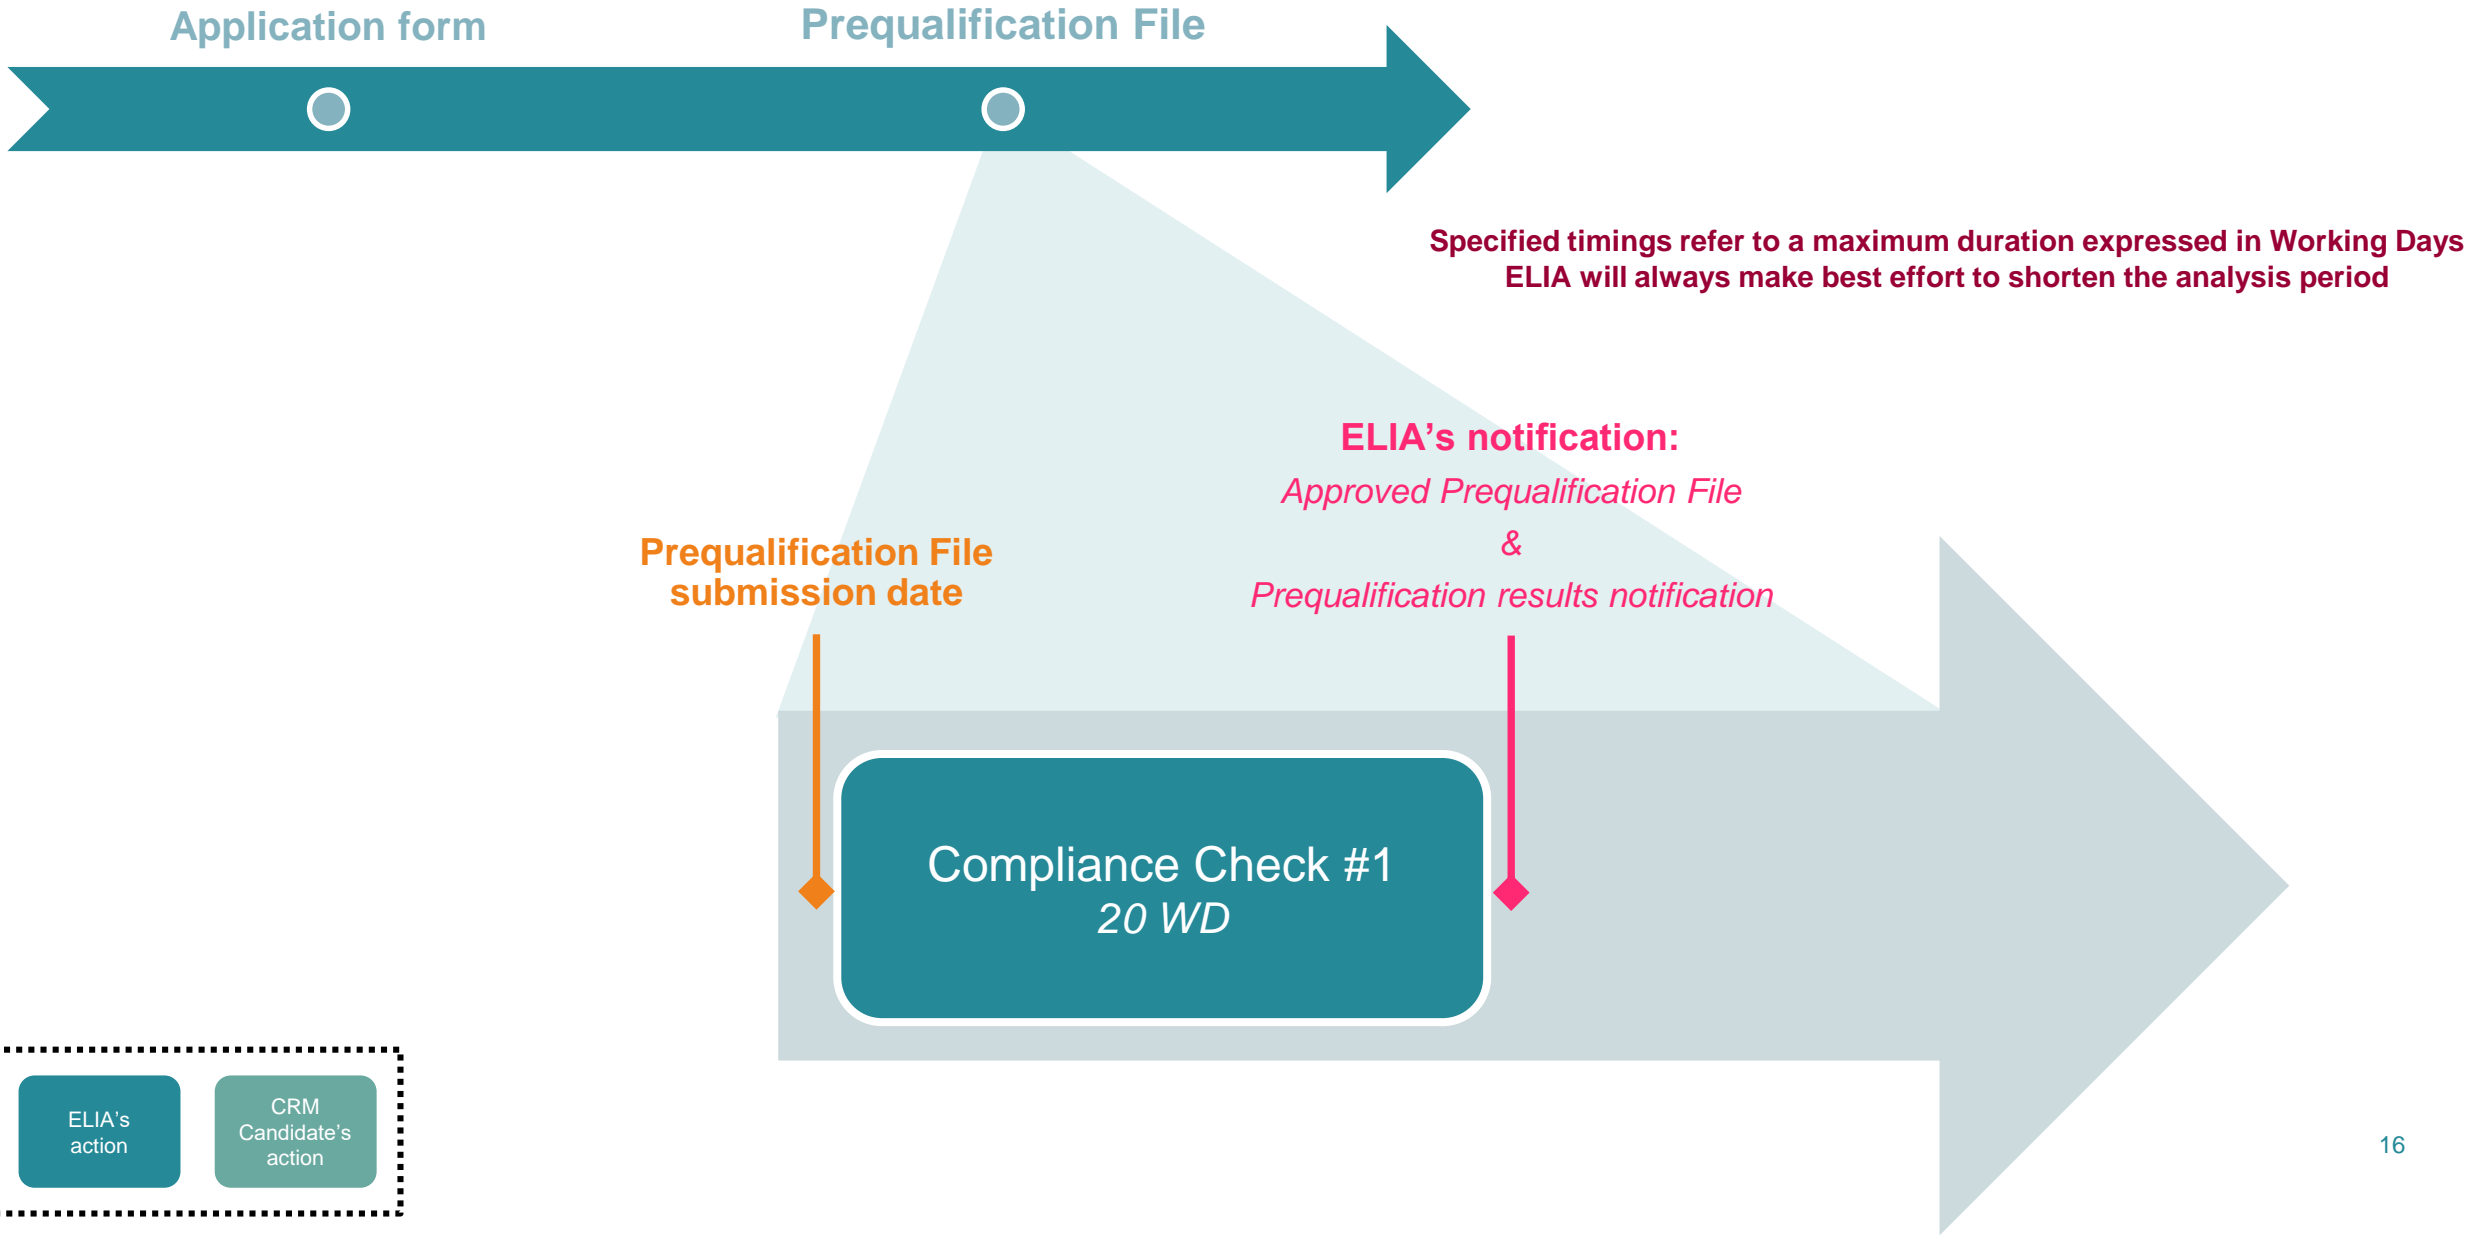 Application form
Prequalification File
Specified timings refer to a maximum duration expressed in Working Days
ELIA will always make best effort to shorten the analysis period
ELIA’s notification:
Approved Prequalification File
&
Prequalification results notification
Prequalification File
submission date
Compliance Check #1
20 WD
ELIA’s
action
CRM
Candidate’s
action
16